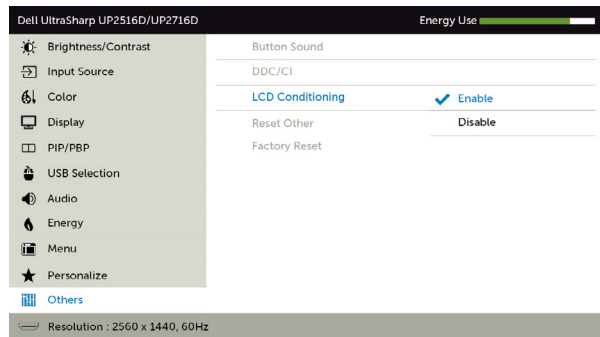 Dell UltraSharp UP2516D/UP2716D Energy Use
Brightness/Contrast Button Sound
Input Source DDC/CI
Color LCD Conditioning Enable
Display Reset Other Disable
PIP/PBP Factory Reset
USB Selection
Audio
Energy
Menu
Personalize
Others
Resolution : 2560 x 1440, 60Hz